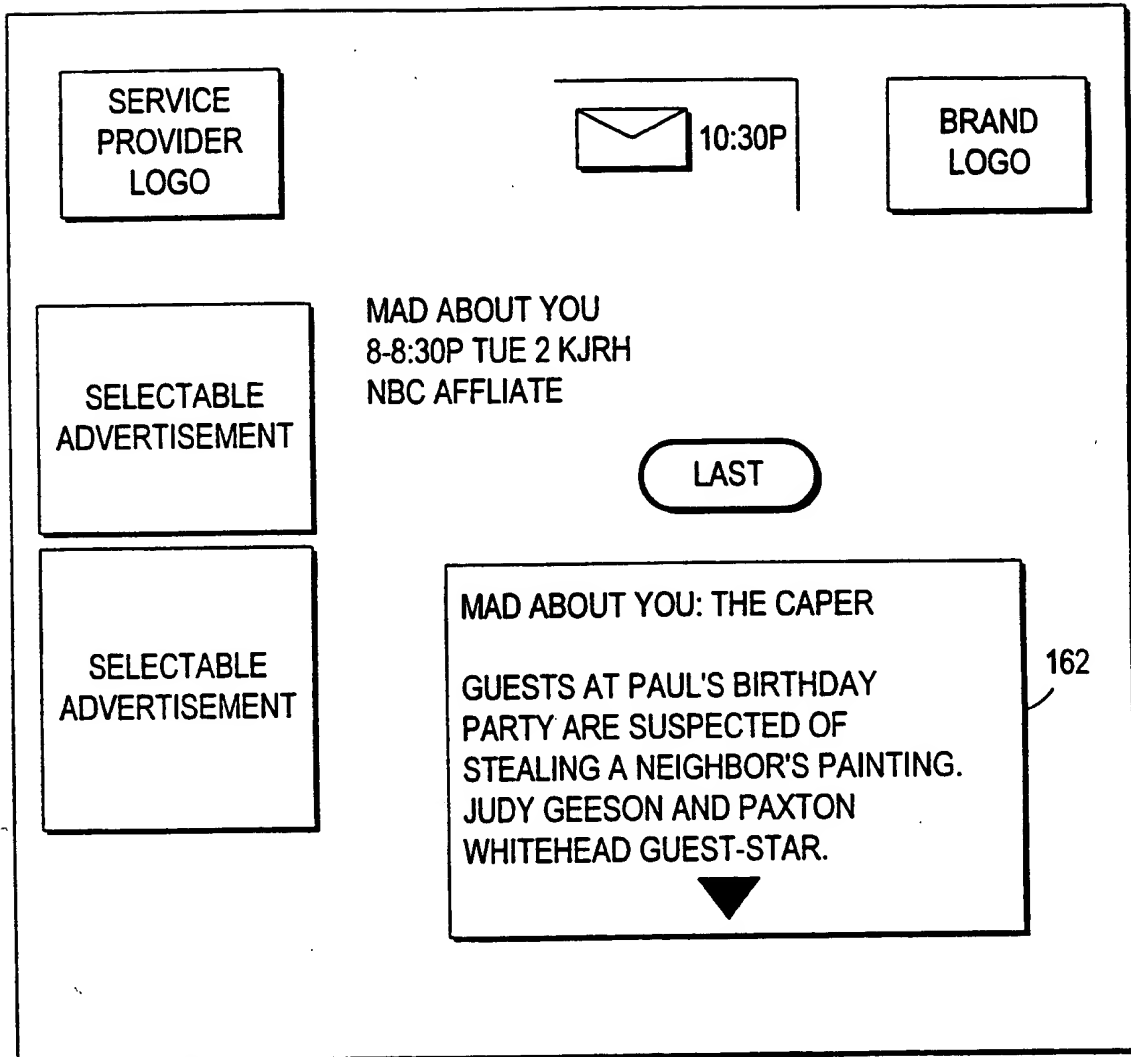 SERVICE
PROVIDER
LOGO
10:30P
BRAND
LOGO
SELECTABLE
ADVERTISEMENT
MAD ABOUT YOU
8-8:30P TUE 2 KJRH
NBC AFFLIATE
LAST
SELECTABLE
ADVERTISEMENT
MAD ABOUT YOU: THE CAPER
GUESTS AT PAUL'S BIRTHDAY
PARTY ARE SUSPECTED OF
STEALING A NEIGHBOR'S PAINTING.
JUDY GEESON AND PAXTON
WHITEHEAD GUEST-STAR.
162